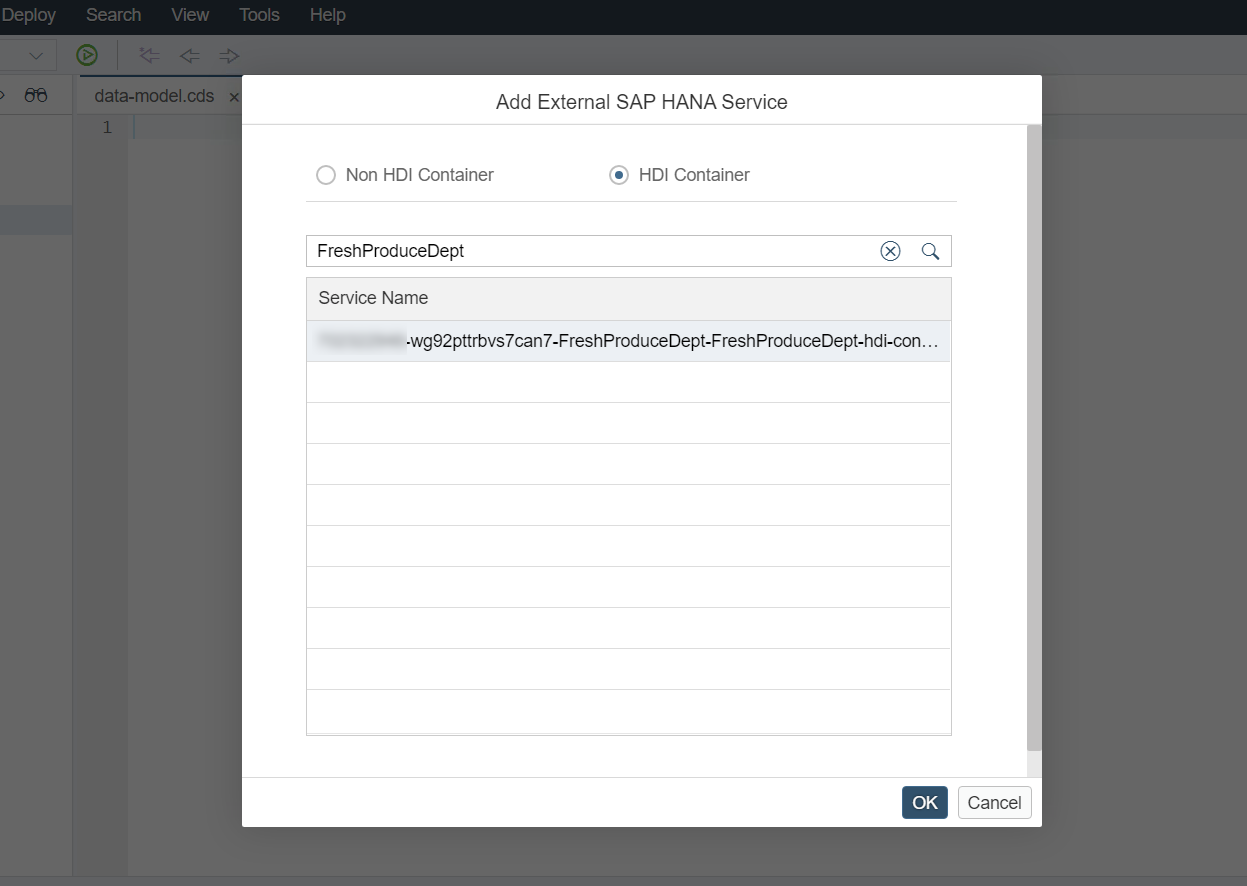 Deploy Search View Tools Help
data-model.cds ×
1
Add External SAP HANA Service
Non HDI Container HDI Container
FreshProduceDept
Service Name
-wg92pttrbvs7can7-FreshProduceDept-FreshProduceDept-hdi-con...
OK Cancel